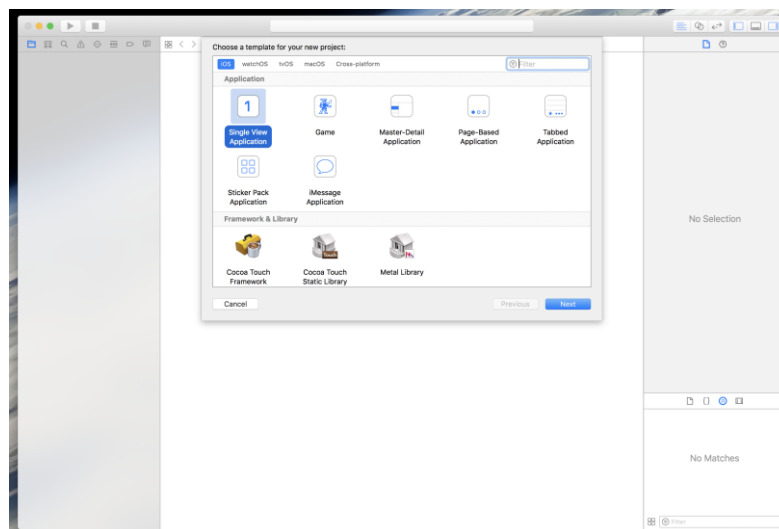 Choose a template for your new project:
iOS watchOS tvOS macOS Cross-platform
Filter
Application
1
Single View Application
Game
Master-Detail Application
Page-Based Application
Tabbed Application
Sticker Pack Application
iMessage Application
Framework & Library
Cocoa Touch Framework
Touch
Cocoa Touch Static Library
Metal Library
Cancel
Previous
Next
No Selection
No Matches
Filter